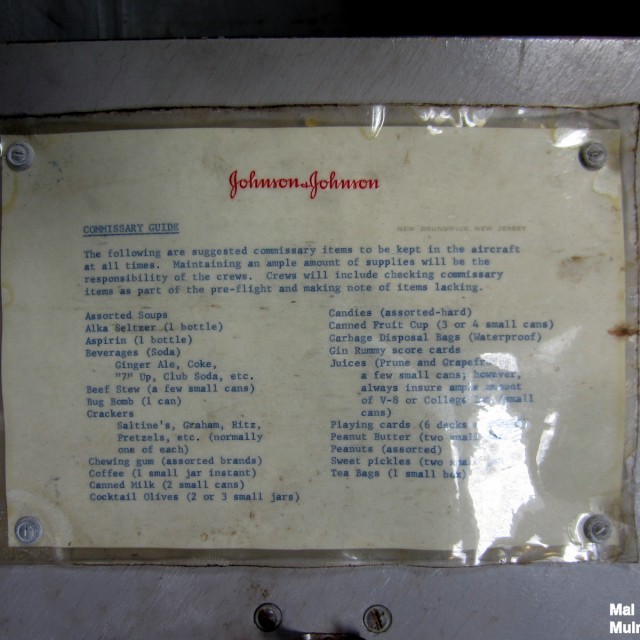 Johnson & Johnson
COMMISSARY GUIDE
NEW BRUNSWICK, NEW JERSEY
The following are suggested commissary items to be kept in the aircraft
at all times. Maintaining an ample amount of supplies will be the
responsibility of the crews. Crews will include checking commissary
items as part of the pre-flight and making note of items lacking.
Assorted Soups
Alka Seltzer (1 bottle)
Aspirin (1 bottle)
Beverages (Soda)
Ginger Ale, Coke,
"7" Up, Club Soda, etc.
Beef Stew (a few small cans)
Bug Bomb (1 can)
Crackers
Saltine's, Graham, Ritz,
Pretzels, etc. (normally
one of each)
Chewing gum (assorted brands)
Coffee (1 small jar instant)
Canned Milk (2 small cans)
Cocktail Olives (2 or 3 small jars)
Candies (assorted-hard)
Canned Fruit Cup (3 or 4 small cans)
Garbage Disposal Bags (Waterproof)
Gin Rummy score cards
Juices (Prune and Grapefruit
a few small cans; however,
always insure ample amount
of V-8 or College small
cans)
Playing cards (6 decks
Peanut Butter (two small
Peanuts (assorted)
Sweet pickles (two small
Tea Bags (1 small box)
Mal